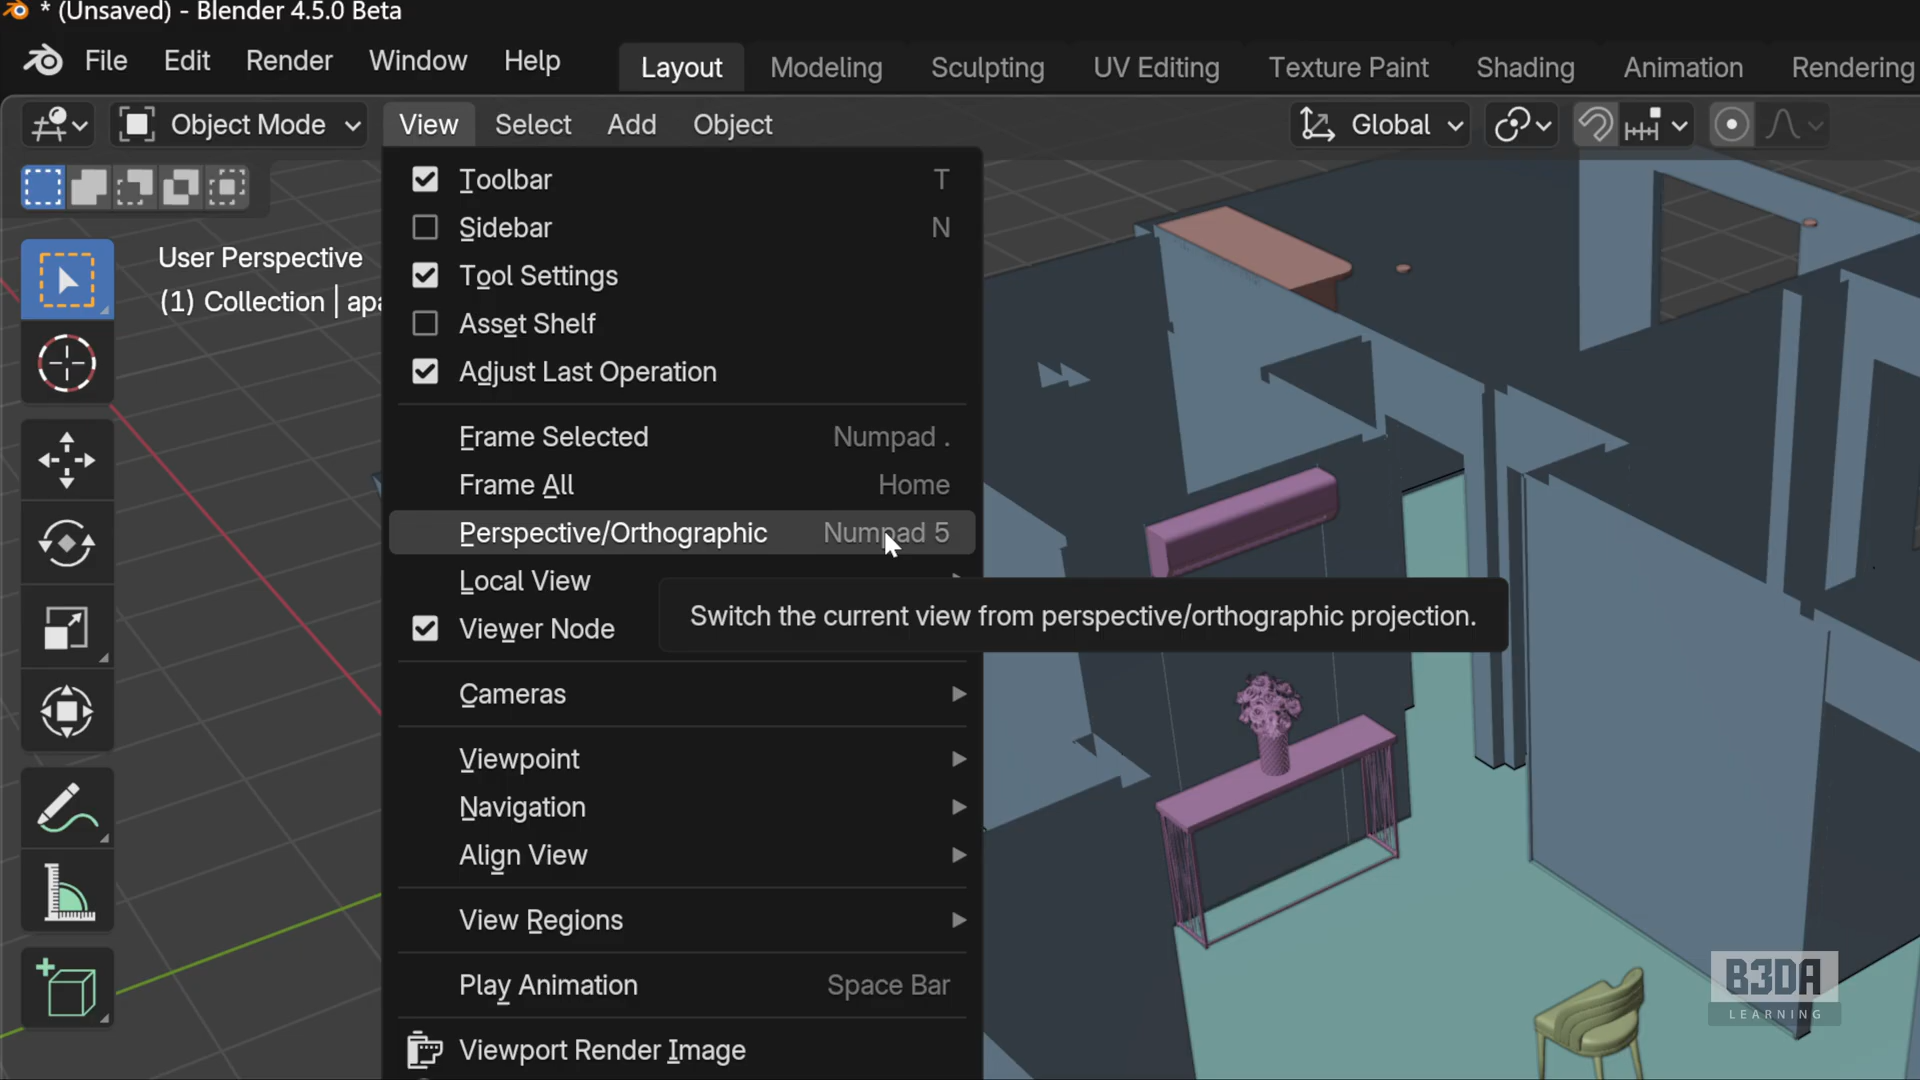 * (Unsaved) - Blender 4.5.0 Beta
File Edit Render Window Help Layout Modeling Sculpting UV Editing Texture Paint Shading Animation Rendering
Object Mode View Select Add Object Global
Toolbar T
Sidebar N
Tool Settings
Asset Shelf
Adjust Last Operation
User Perspective
(1) Collection | apa
Frame Selected Numpad .
Frame All Home
Perspective/Orthographic Numpad 5
Local View
Switch the current view from perspective/orthographic projection.
Viewer Node
Cameras
Viewpoint
Navigation
Align View
View Regions
Play Animation Space Bar
Viewport Render Image
B3DA
LEARNING